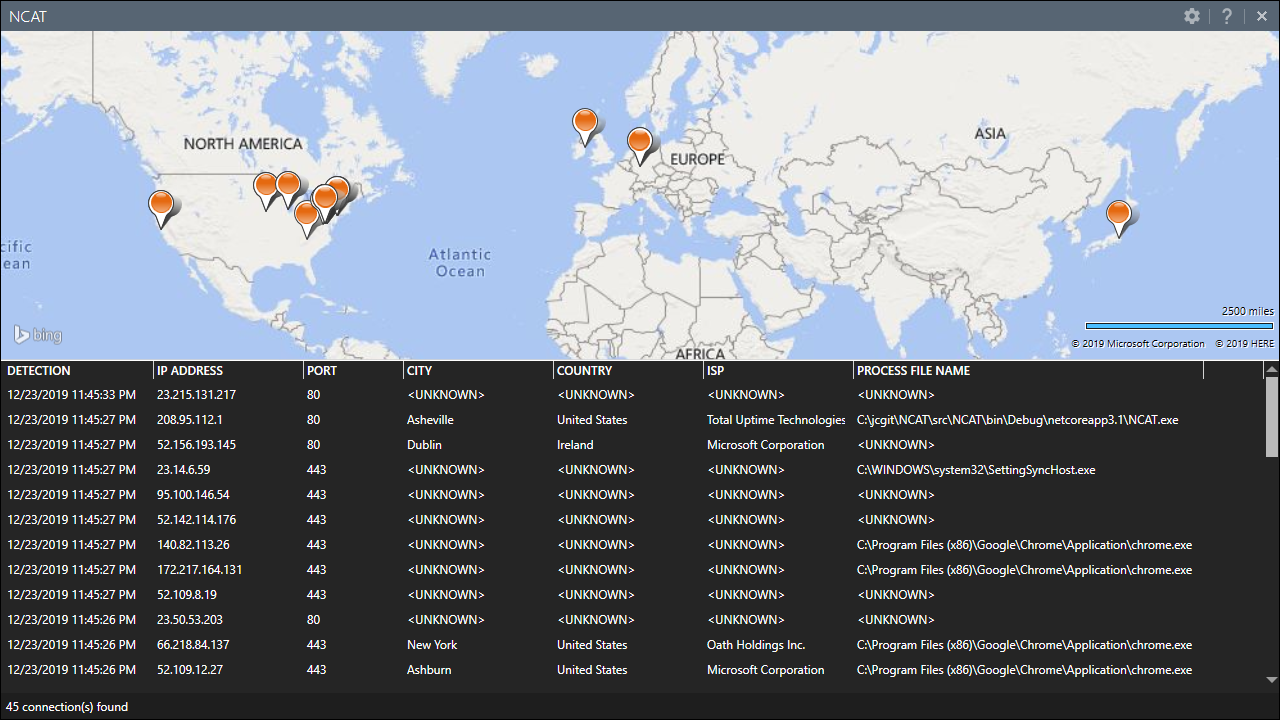 NCAT ?
NORTH AMERICA
ASIA
EUROPE
cific
ean
Atlantic
Ocean
2500 miles
bing
© 2019 Microsoft Corporation © 2019 HERE
AFRICA
DETECTION IP ADDRESS PORT CITY COUNTRY ISP PROCESS FILE NAME
12/23/2019 11:45:33 PM 23.215.131.217 80 <UNKNOWN> <UNKNOWN> <UNKNOWN> <UNKNOWN>
12/23/2019 11:45:27 PM 208.95.112.1 80 Asheville United States Total Uptime Technologies C:\jcgit\NCAT\src\NCAT\bin\Debug\netcoreapp3.1\NCAT.exe
12/23/2019 11:45:27 PM 52.156.193.145 80 Dublin Ireland Microsoft Corporation <UNKNOWN>
12/23/2019 11:45:27 PM 23.14.6.59 443 <UNKNOWN> <UNKNOWN> <UNKNOWN> C:\WINDOWS\system32\SettingSyncHost.exe
12/23/2019 11:45:27 PM 95.100.146.54 443 <UNKNOWN> <UNKNOWN> <UNKNOWN> <UNKNOWN>
12/23/2019 11:45:27 PM 52.142.114.176 443 <UNKNOWN> <UNKNOWN> <UNKNOWN> <UNKNOWN>
12/23/2019 11:45:27 PM 140.82.113.26 443 <UNKNOWN> <UNKNOWN> <UNKNOWN> C:\Program Files (x86)\Google\Chrome\Application\chrome.exe
12/23/2019 11:45:27 PM 172.217.164.131 443 <UNKNOWN> <UNKNOWN> <UNKNOWN> C:\Program Files (x86)\Google\Chrome\Application\chrome.exe
12/23/2019 11:45:27 PM 52.109.8.19 443 <UNKNOWN> <UNKNOWN> <UNKNOWN> <UNKNOWN>
12/23/2019 11:45:26 PM 23.50.53.203 80 <UNKNOWN> <UNKNOWN> <UNKNOWN> <UNKNOWN>
12/23/2019 11:45:26 PM 66.218.84.137 443 New York United States Oath Holdings Inc. C:\Program Files (x86)\Google\Chrome\Application\chrome.exe
12/23/2019 11:45:26 PM 52.109.12.27 443 Ashburn United States Microsoft Corporation C:\Program Files (x86)\Google\Chrome\Application\chrome.exe
45 connection(s) found